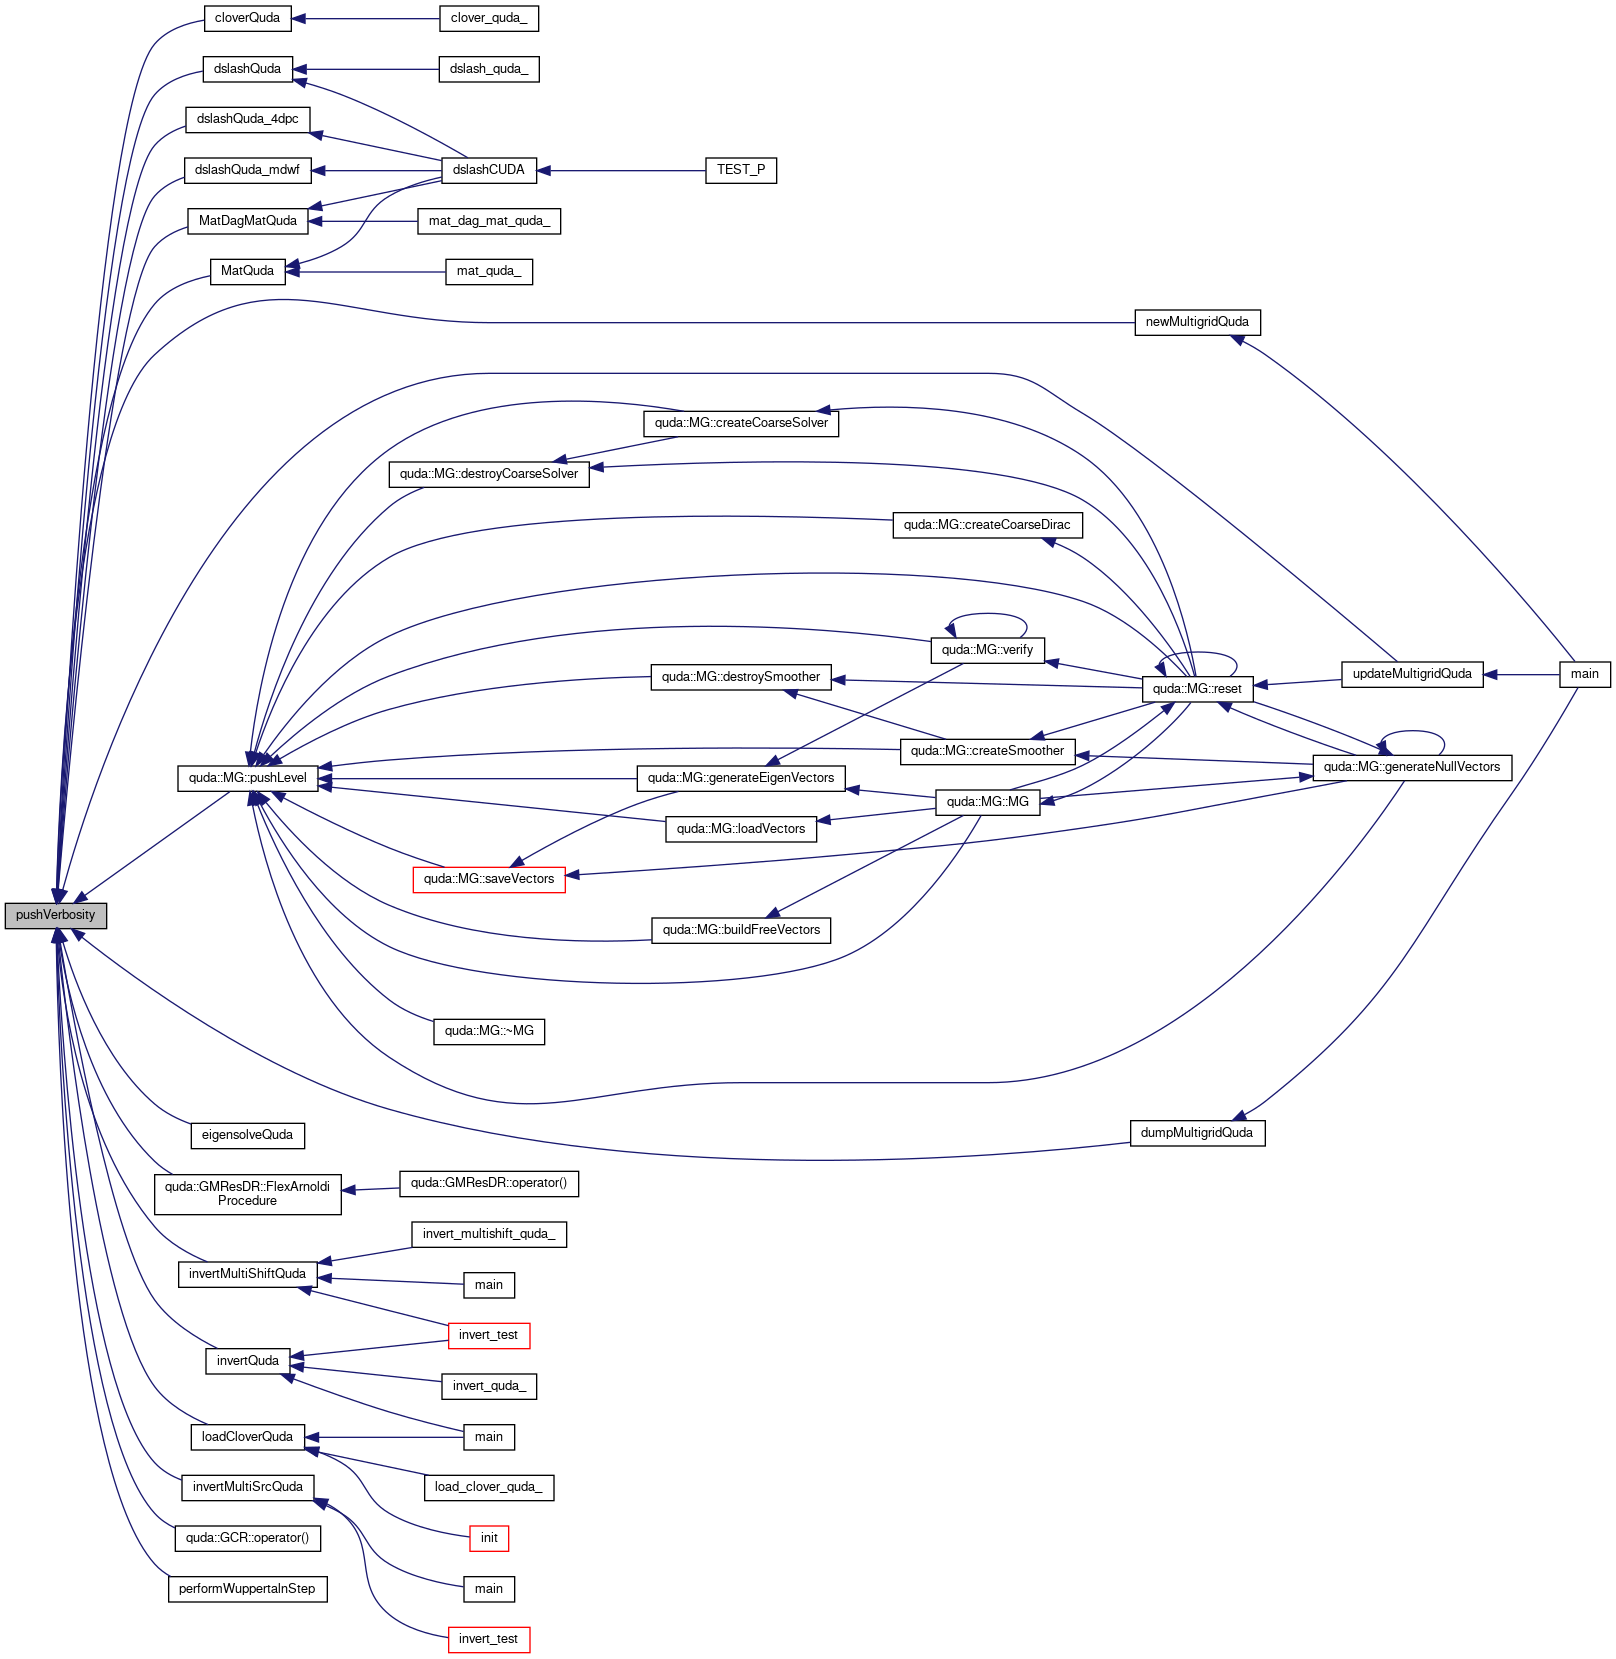 cloverQuda
clover_quda_
dslashQuda
dslash_quda_
dslashQuda_4dpc
dslashQuda_mdwf
dslashCUDA
TEST_P
MatDagMatQuda
mat_dag_mat_quda_
MatQuda
mat_quda_
newMultigridQuda
quda::MG::createCoarseSolver
quda::MG::destroyCoarseSolver
quda::MG::createCoarseDirac
quda::MG::verify
quda::MG::destroySmoother
quda::MG::reset
updateMultigridQuda
main
quda::MG::createSmoother
quda::MG::pushLevel
quda::MG::generateEigenVectors
quda::MG::generateNullVectors
quda::MG::MG
quda::MG::loadVectors
quda::MG::saveVectors
pushVerbosity
quda::MG::buildFreeVectors
quda::MG::~MG
eigensolveQuda
dumpMultigridQuda
quda::GMResDR::FlexArnoldi
Procedure
quda::GMResDR::operator()
invert_multishift_quda_
invertMultiShiftQuda
main
invert_test
invertQuda
invert_quda_
loadCloverQuda
main
invertMultiSrcQuda
load_clover_quda_
quda::GCR::operator()
init
performWuppertalnStep
main
invert_test